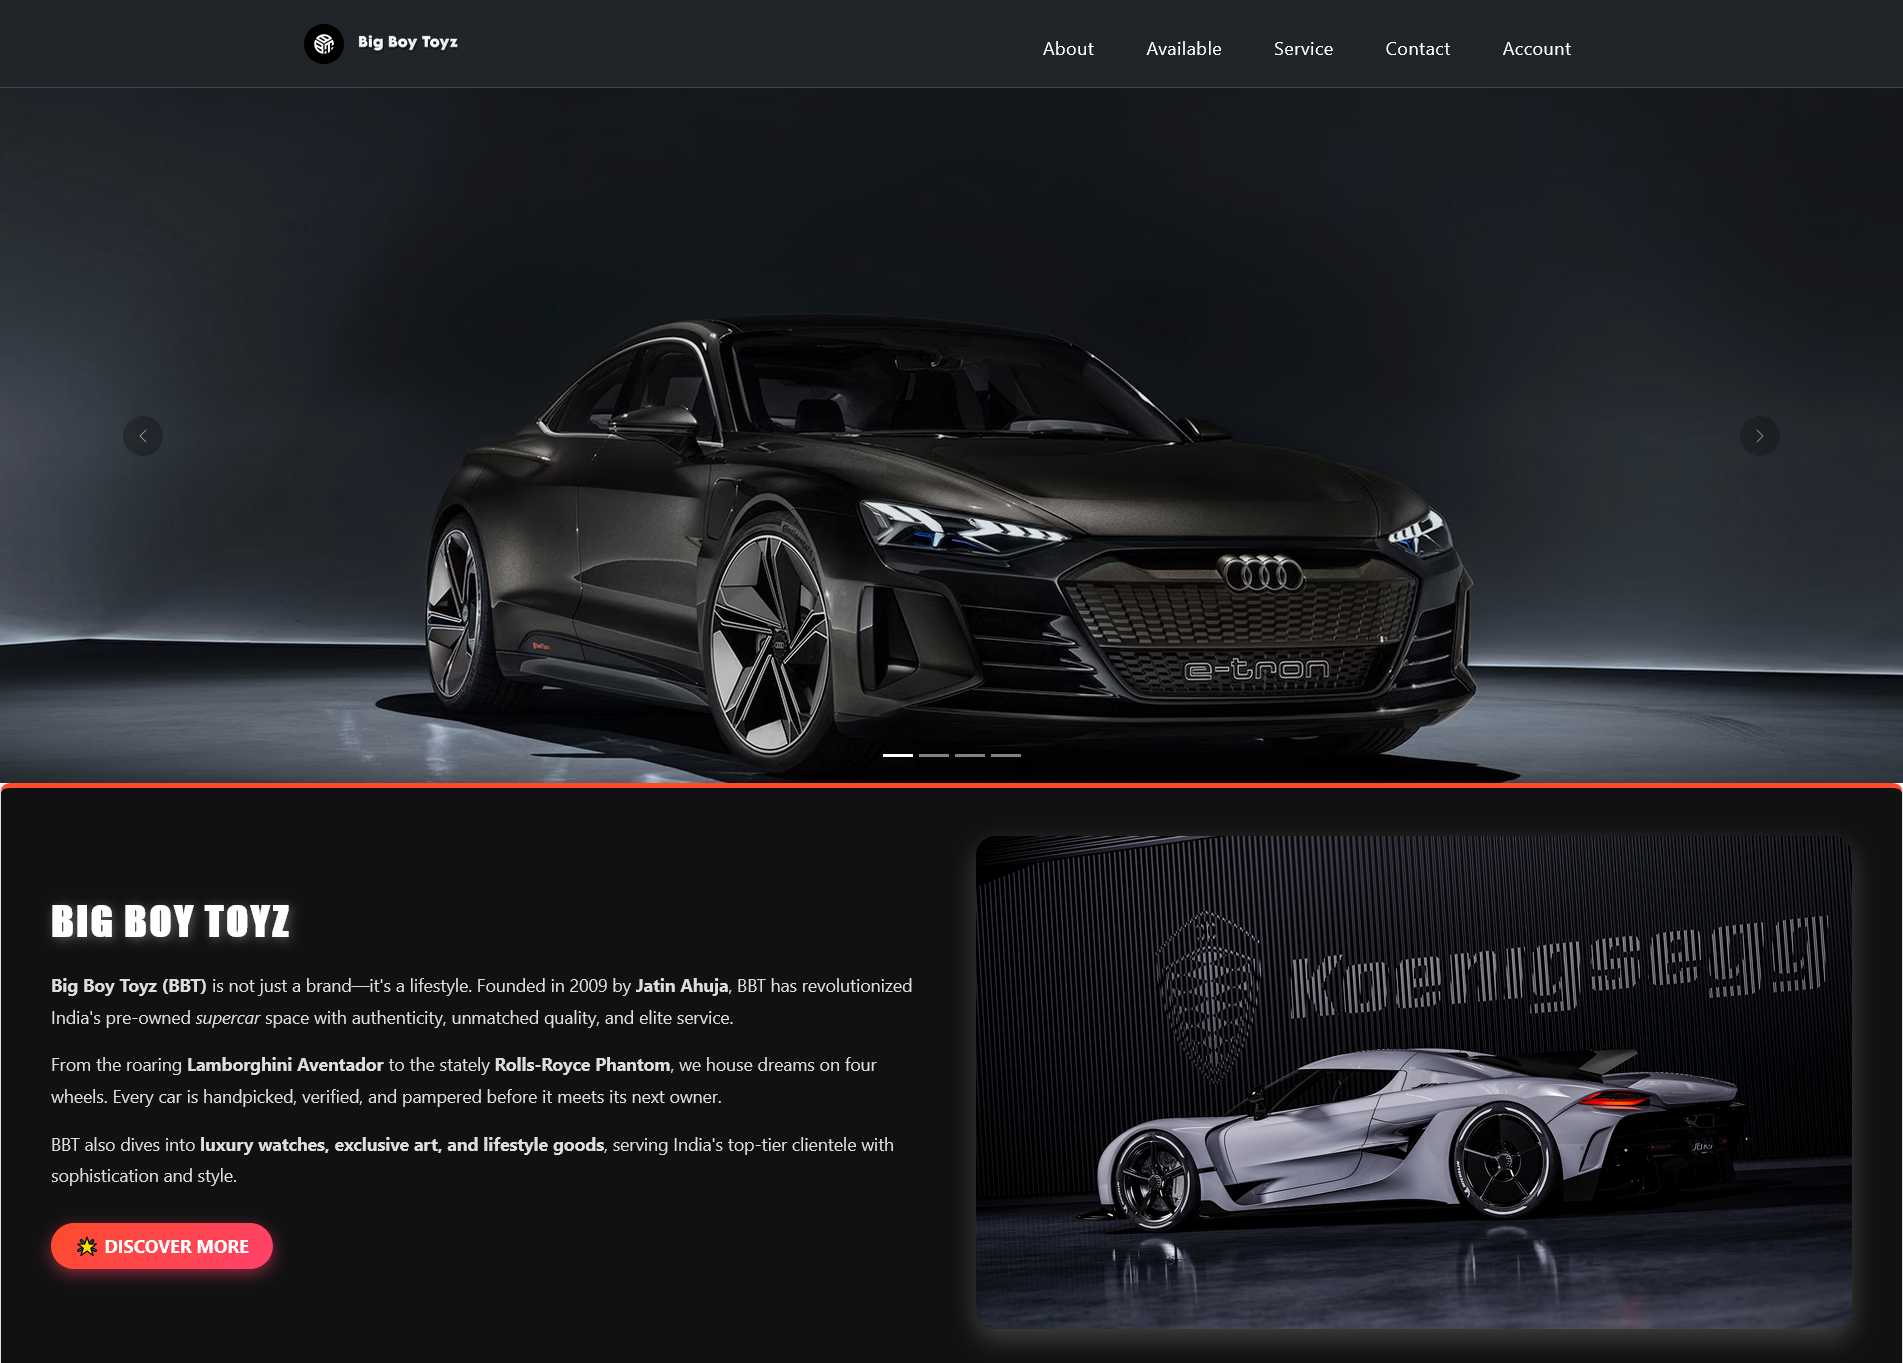 Big Boy Toyz
About Available Service Contact Account
e-tron
BIG BOY TOYZ
Big Boy Toyz (BBT) is not just a brand—it's a lifestyle. Founded in 2009 by Jatin Ahuja, BBT has revolutionized
India's pre-owned supercar space with authenticity, unmatched quality, and elite service.
From the roaring Lamborghini Aventador to the stately Rolls-Royce Phantom, we house dreams on four
wheels. Every car is handpicked, verified, and pampered before it meets its next owner.
BBT also dives into luxury watches, exclusive art, and lifestyle goods, serving India's top-tier clientele with
sophistication and style.
🌟 DISCOVER MORE
Koenigsegg